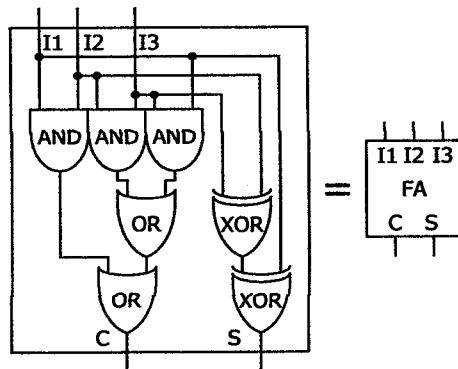 I1 I2 I3
AND AND AND
OR XOR
OR XOR
C S
=
I1 I2 I3
FA
C S